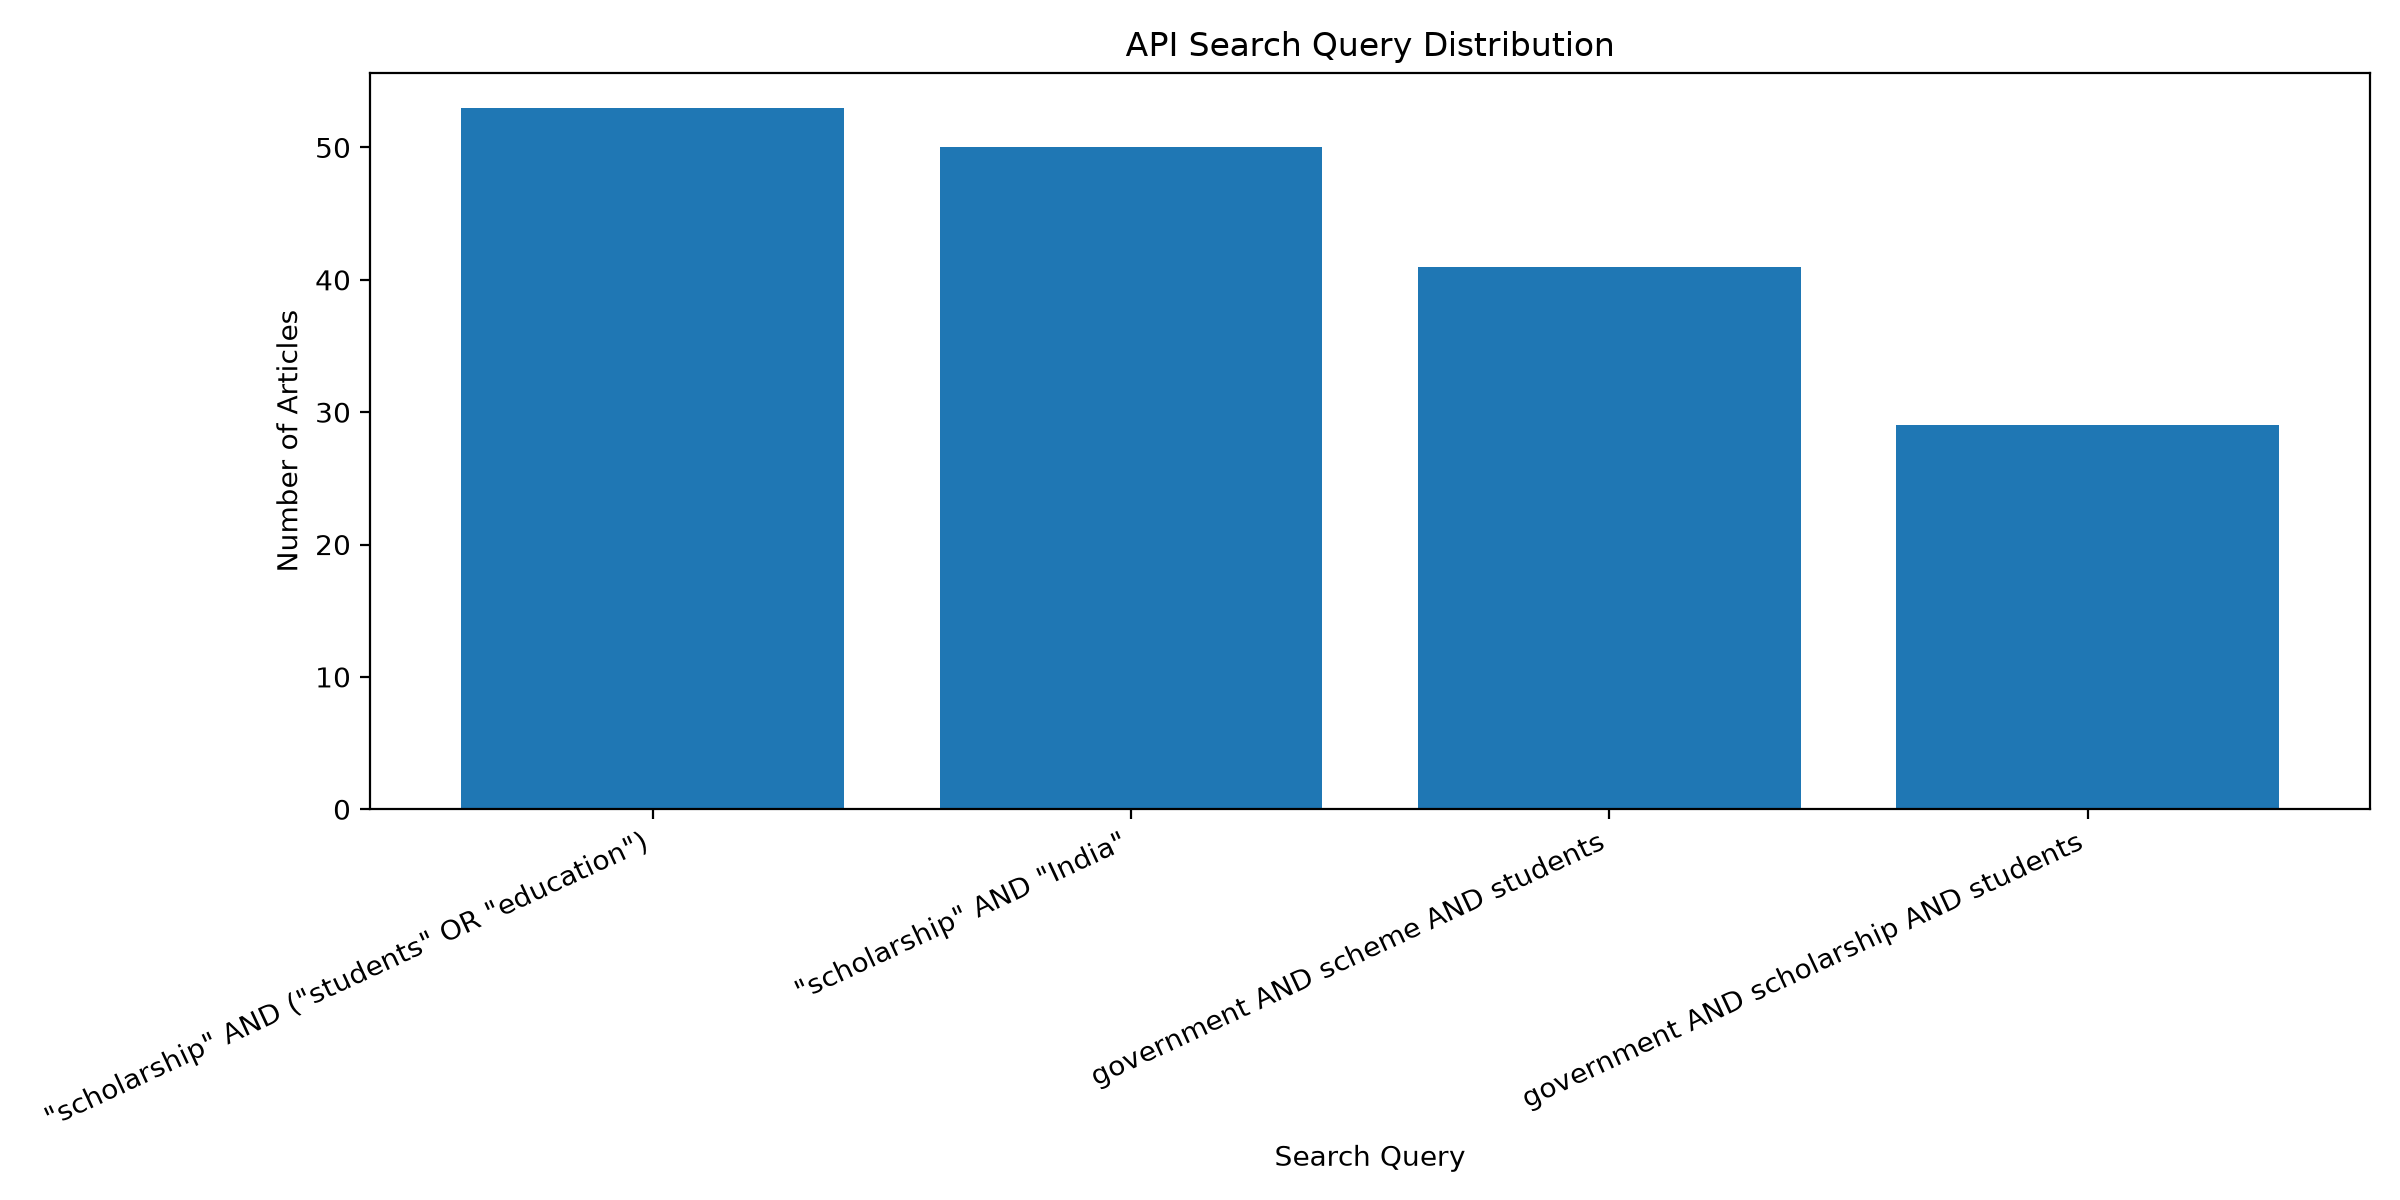 API Search Query Distribution
Number of Articles
50
40
30
20
10
0
"scholarship" AND ("students" OR "education")
"scholarship" AND "India"
government AND scheme AND students
government AND scholarship AND students
Search Query